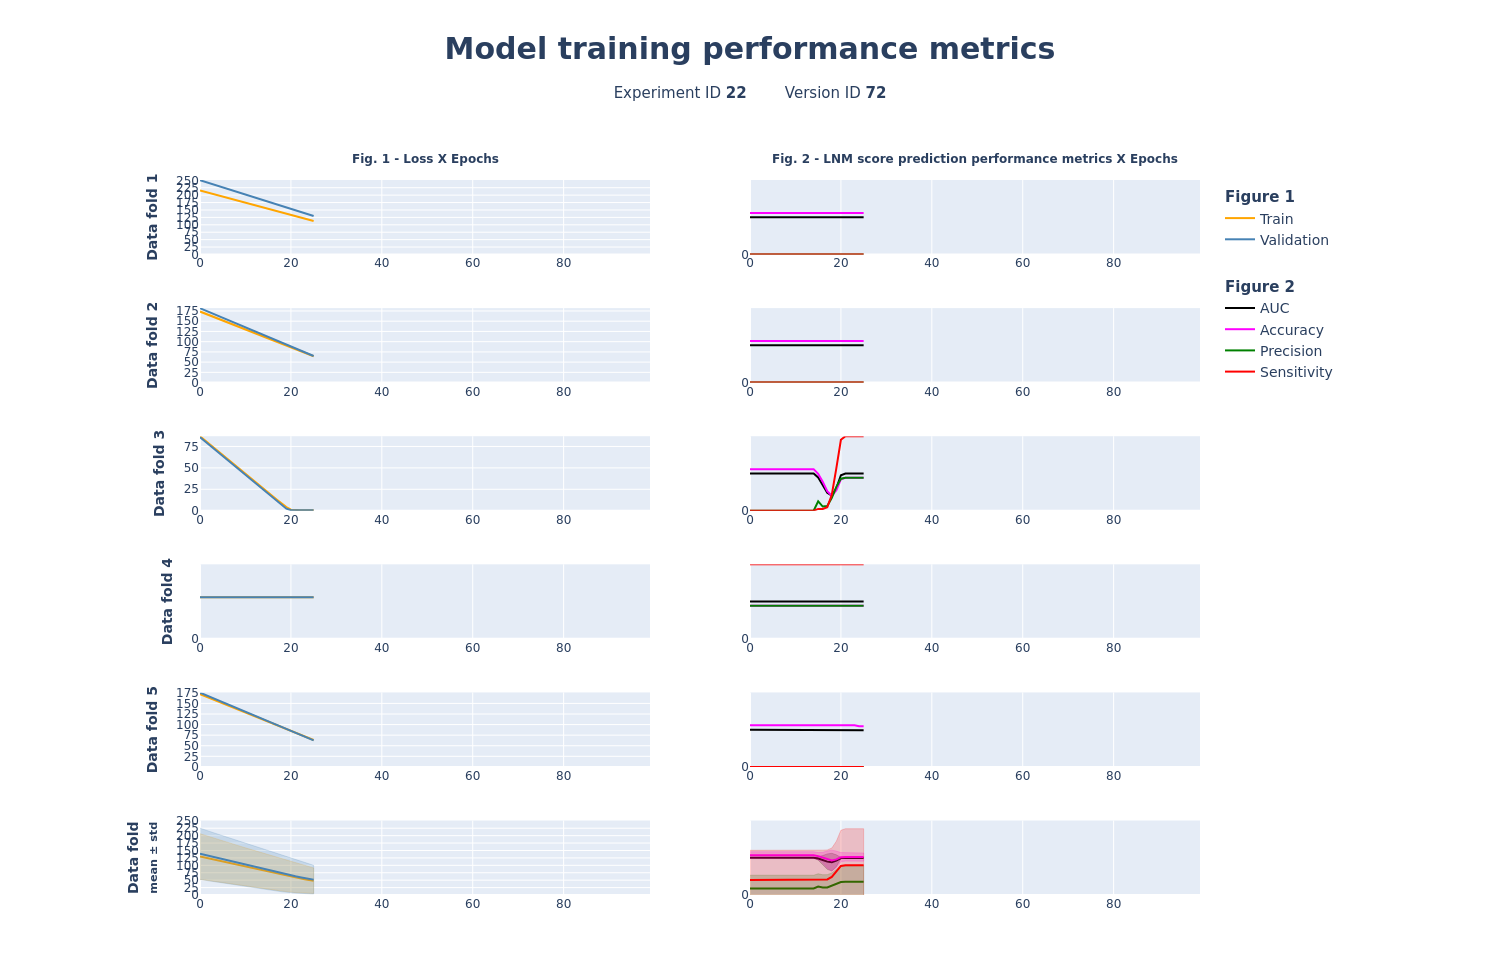 Model training performance metrics
Experiment ID 22 Version ID 72
Fig. 1 - Loss X Epochs
Fig. 2 - LNM score prediction performance metrics X Epochs
Data fold 1
250
225
200
175
150
125
100
75
50
25
0
0 20 40 60 80
0
0 20 40 60 80
Figure 1
Train
Validation
Figure 2
AUC
Accuracy
Precision
Sensitivity
Data fold 2
175
150
125
100
75
50
25
0
0 20 40 60 80
0
0 20 40 60 80
Data fold 3
75
50
25
0
0 20 40 60 80
0
0 20 40 60 80
Data fold 4
0
0 20 40 60 80
0
0 20 40 60 80
Data fold 5
175
150
125
100
75
50
25
0
0 20 40 60 80
0
0 20 40 60 80
Data fold
mean ± std
250
225
200
175
150
125
100
75
50
25
0
0 20 40 60 80
0
0 20 40 60 80